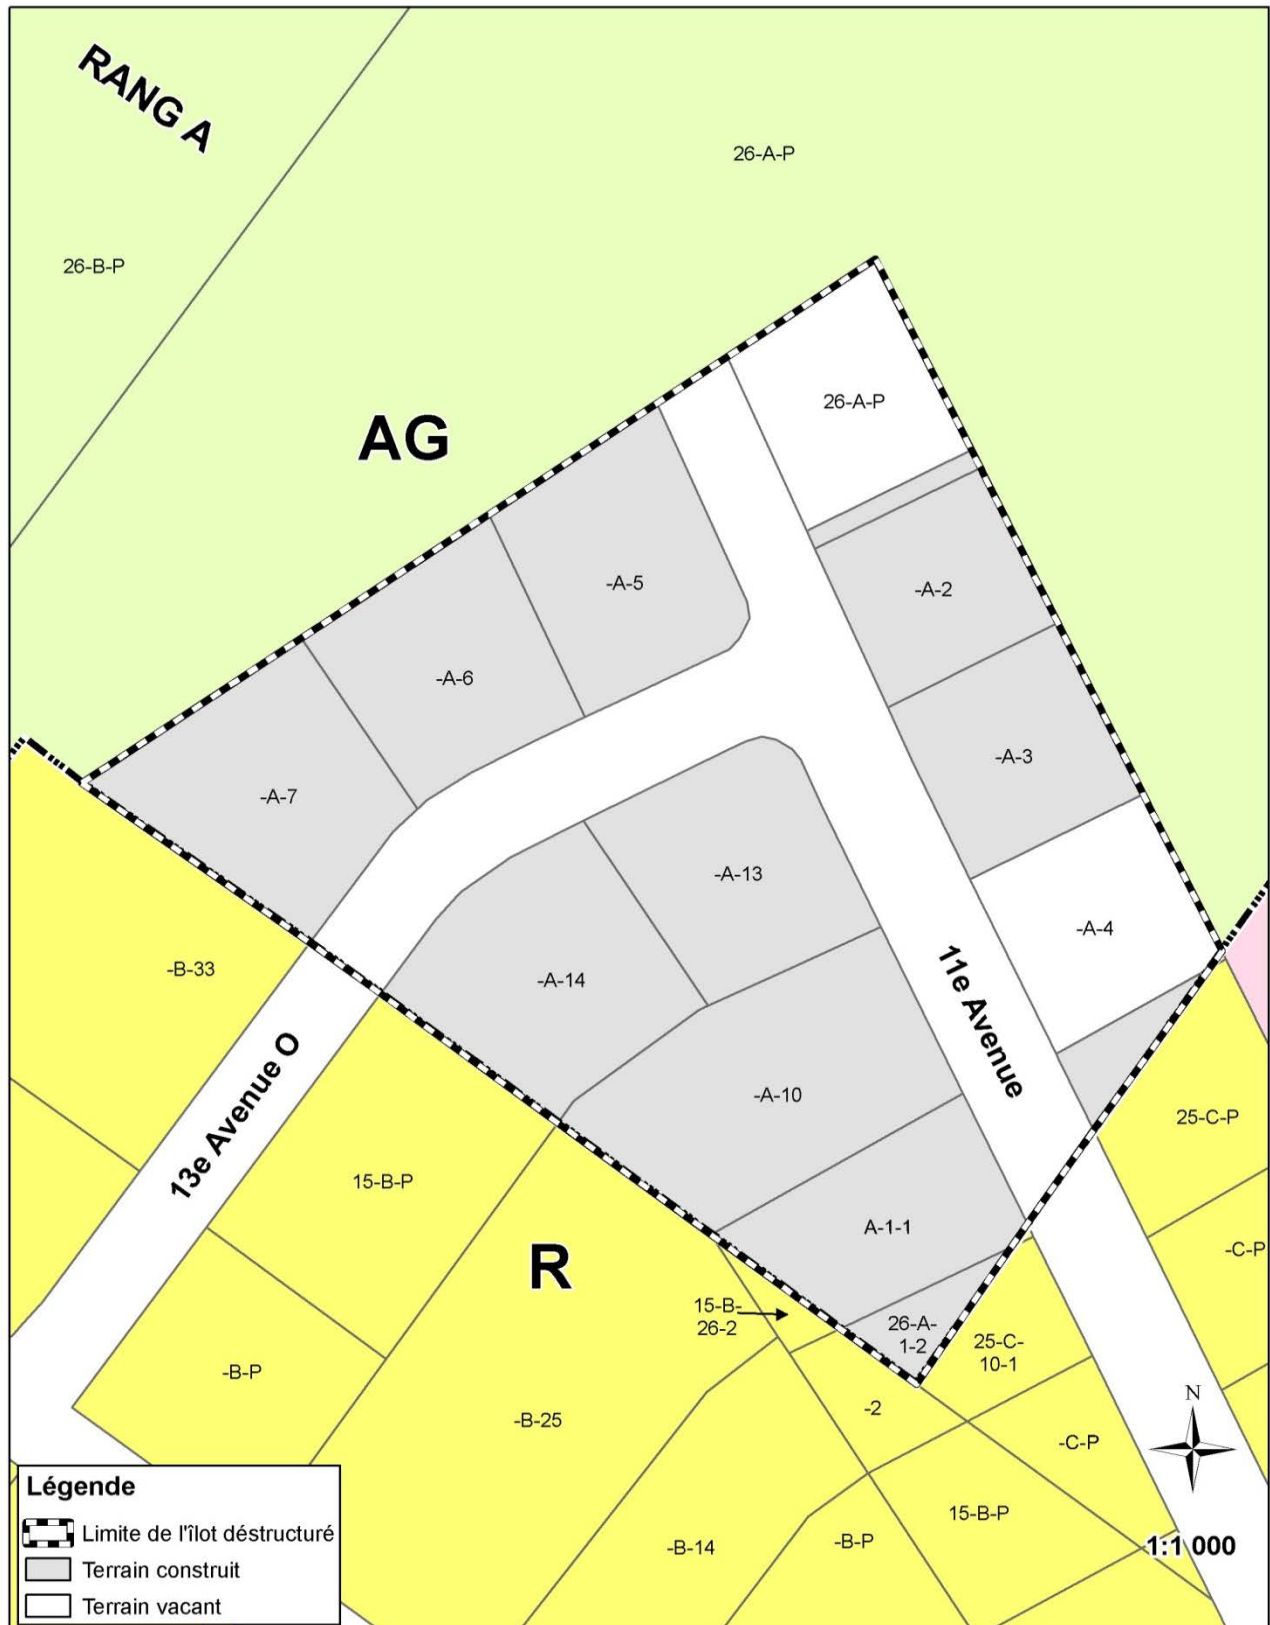 RANG A
26-A-P
26-B-P
26-A-P
AG
-A-5
-A-2
-A-6
-A-3
-A-7
-A-13
-A-4
-B-33
-A-14
11e Avenue
-A-10
13e Avenue O
25-C-P
15-B-P
A-1-1
-C-P
R
15-B-
26-2
26-A-
1-2
25-C-
10-1
-B-P
-2
-B-25
N
-C-P
15-B-P
-B-14
-B-P
1:1 000
Légende
Limite de l'îlot déstructuré
Terrain construit
Terrain vacant